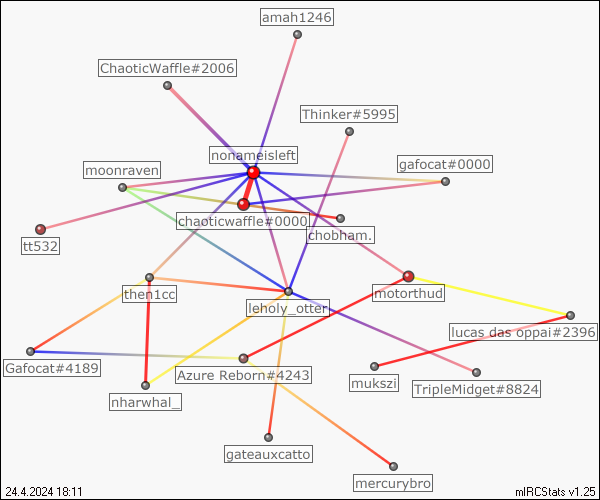 amah1246
ChaoticWaffle#2006
Thinker#5995
nonameisleft
moonraven
gafocat#0000
chaoticwaffle#0000
chobham.
tt532
then1cc
leholy_otter
motorthud
lucas das oppai#2396
Gafocat#4189
Azure Reborn#4243
mukszi
TripleMidget#8824
nharwhal_
gateauxcatto
mercurybro
24.4.2024 18:11
mIRCStats v1.25